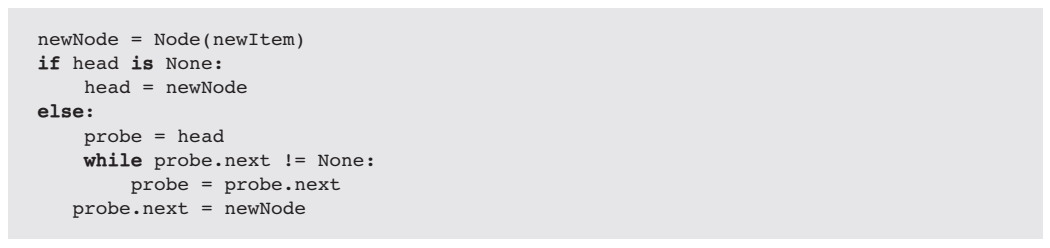 newNode = Node(newItem)
if head is None:
    head = newNode
else:
    probe = head
    while probe.next != None:
        probe = probe.next
   probe.next = newNode